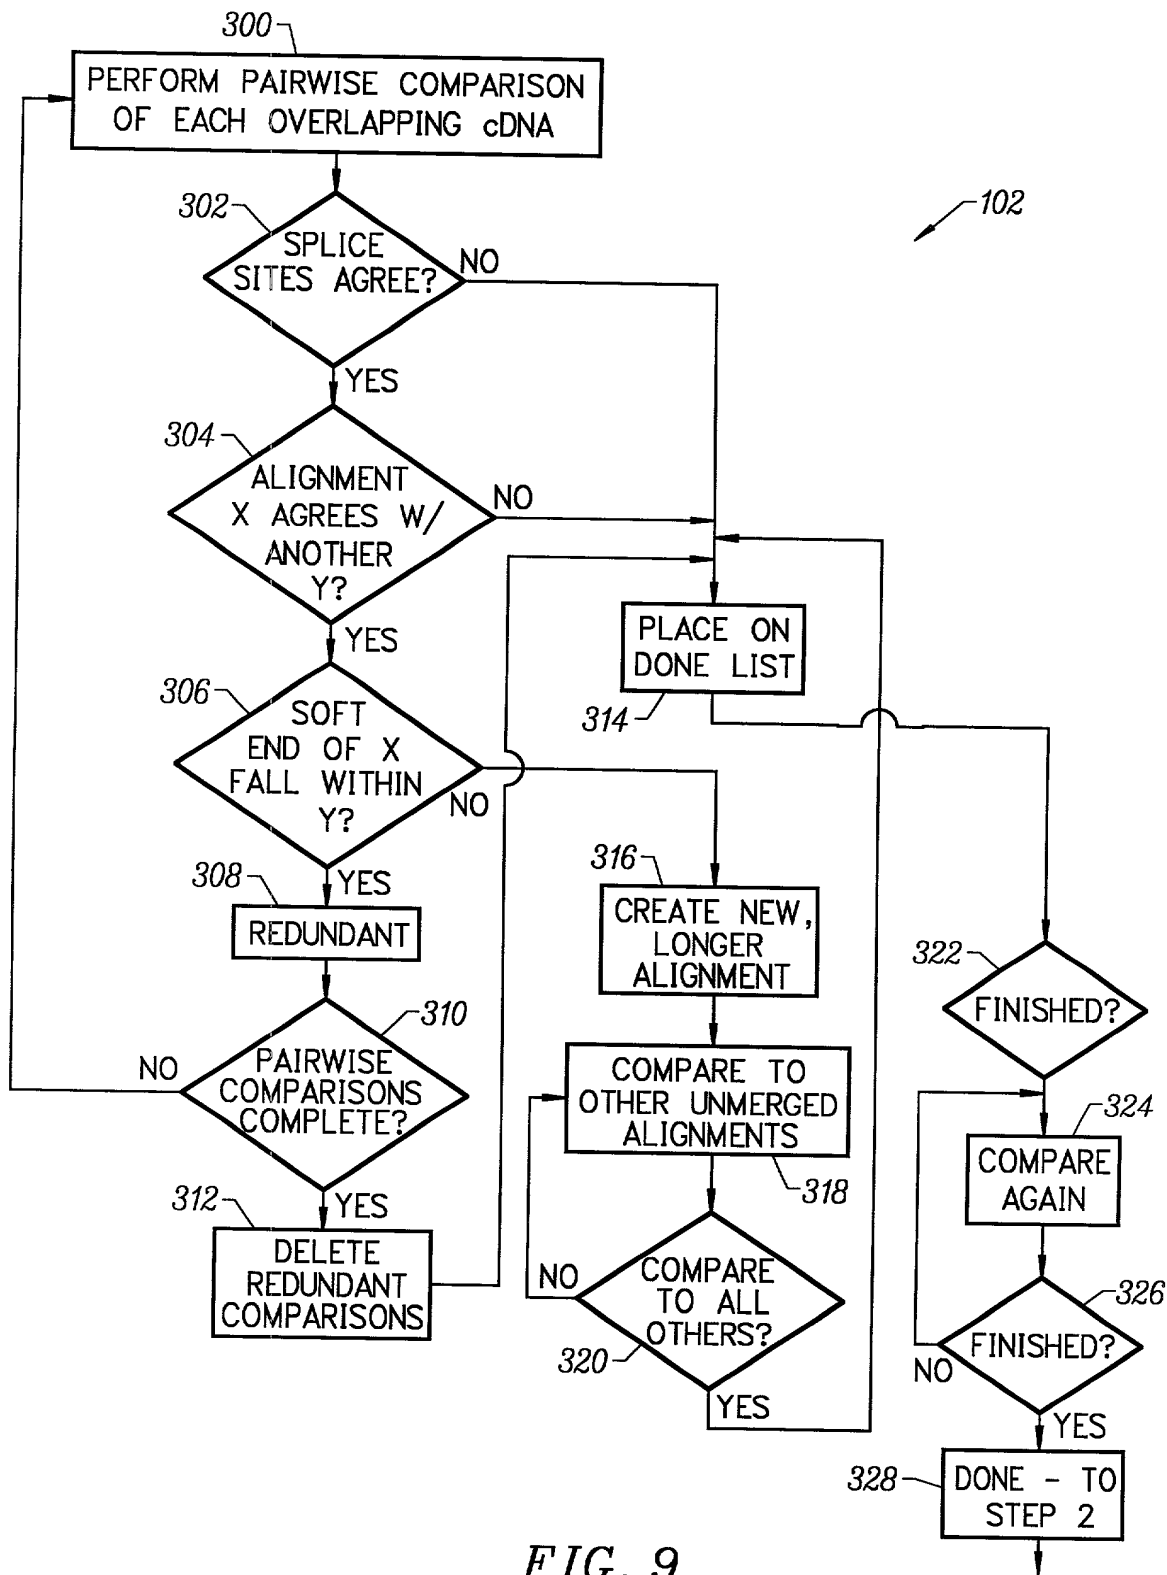 300
PERFORM PAIRWISE COMPARISON
OF EACH OVERLAPPING cDNA
302
SPLICE
SITES AGREE?
NO
102
YES
304
ALIGNMENT
X AGREES W/
ANOTHER
Y?
NO
YES
PLACE ON
DONE LIST
314
306
SOFT
END OF X
FALL WITHIN
Y?
NO
YES
308
REDUNDANT
316
CREATE NEW,
LONGER
ALIGNMENT
322
FINISHED?
310
PAIRWISE
COMPARISONS
COMPLETE?
NO
YES
COMPARE TO
OTHER UNMERGED
ALIGNMENTS
318
324
COMPARE
AGAIN
312
DELETE
REDUNDANT
COMPARISONS
NO
COMPARE
TO ALL
OTHERS?
320
YES
326
FINISHED?
NO
YES
328
DONE - TO
STEP 2
FIG. 9